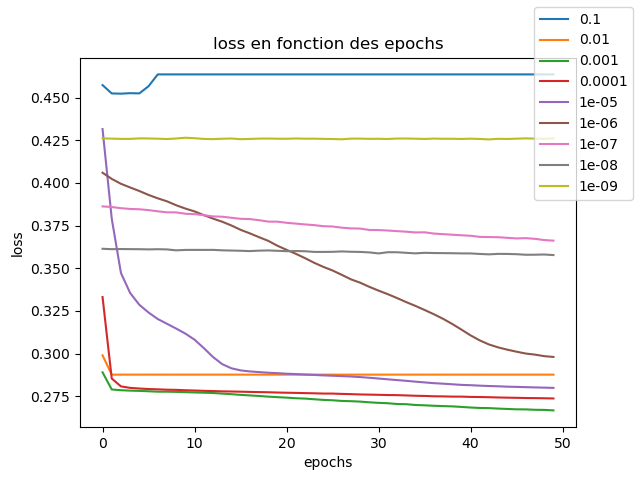 loss en fonction des epochs
0.1
0.01
0.001
0.0001
1e-05
1e-06
1e-07
1e-08
1e-09
loss
0.450
0.425
0.400
0.375
0.350
0.325
0.300
0.275
0 10 20 30 40 50
epochs